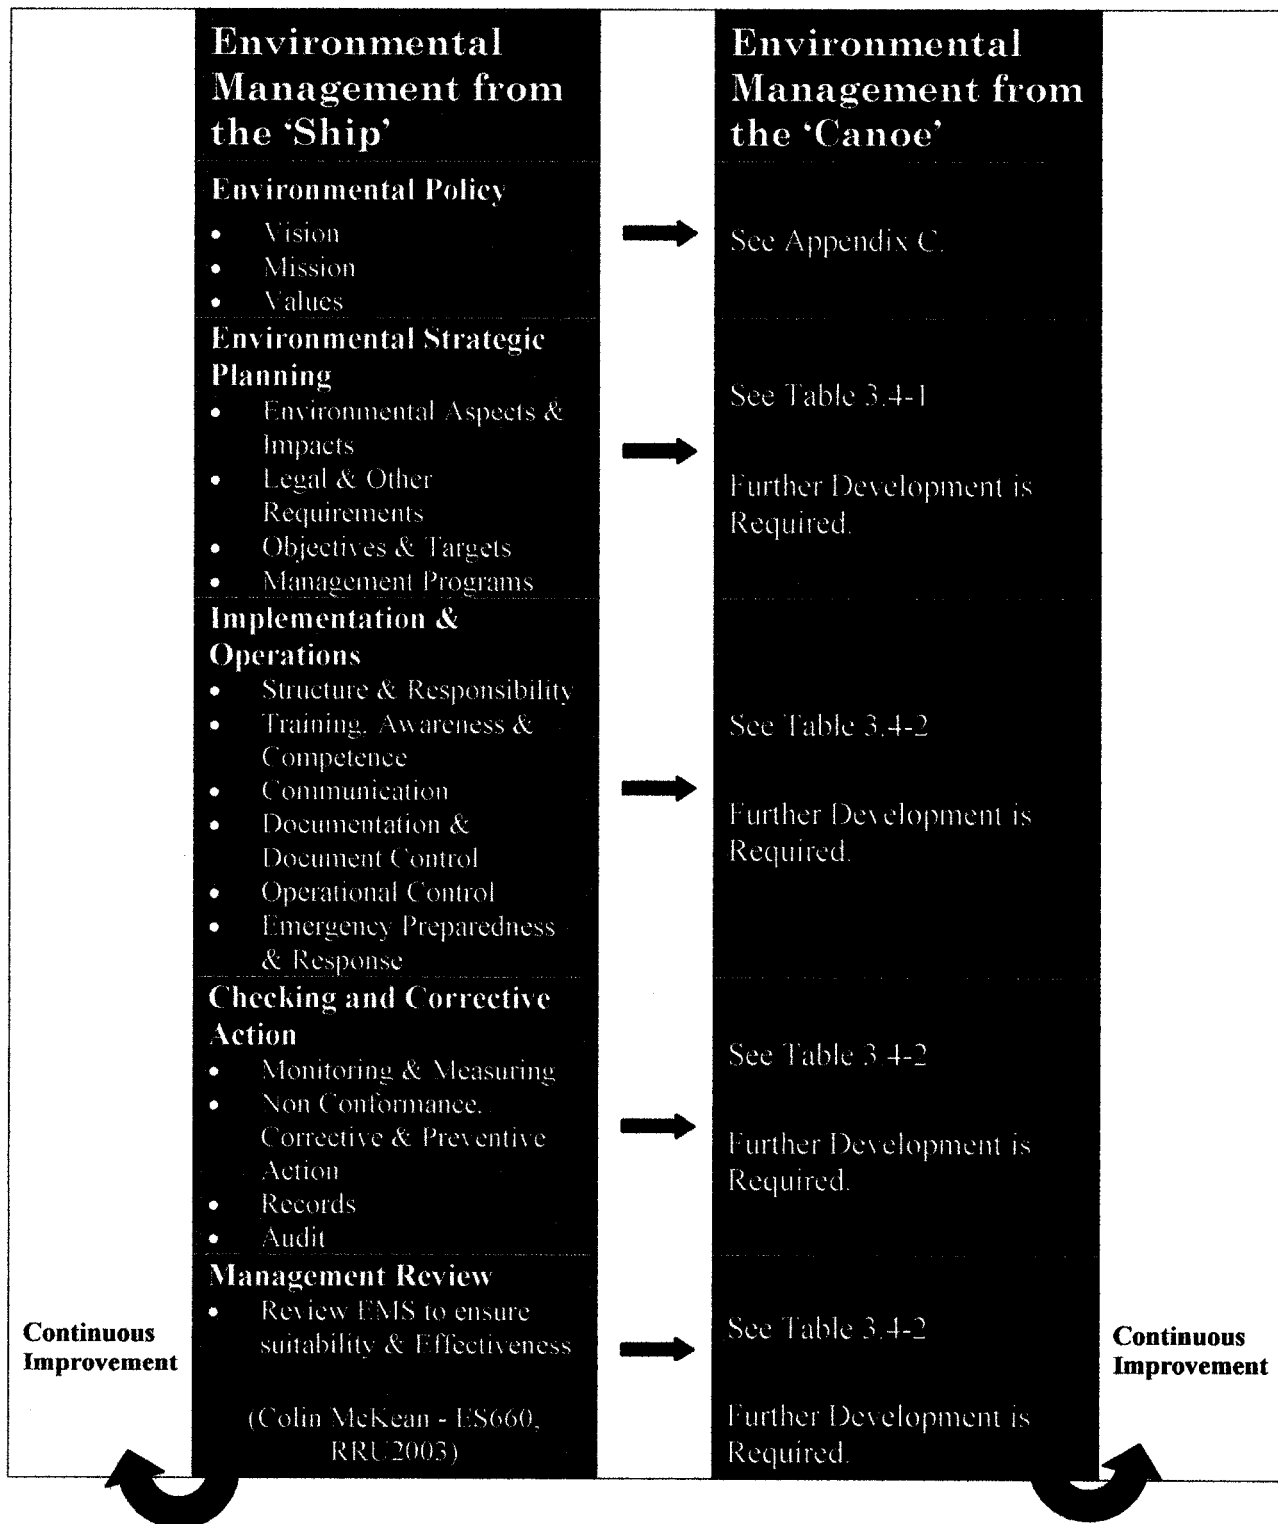 Environmental
Management from
the ‘Ship’
Environmental
Management from
the ‘Canoe’
Environmental Policy
• Vision
• Mission
• Values
See Appendix C.
Environmental Strategic
Planning
• Environmental Aspects &
Impacts
• Legal & Other
Requirements
• Objectives & Targets
• Management Programs
See Table 3.4-1
Further Development is
Required.
Implementation &
Operations
• Structure & Responsibility
• Training, Awareness &
Competence
• Communication
• Documentation &
Document Control
• Operational Control
• Emergency Preparedness
& Response
See Table 3.4-2
Further Development is
Required.
Checking and Corrective
Action
• Monitoring & Measuring
• Non Conformance,
Corrective & Preventive
Action
• Records
• Audit
See Table 3.4-2
Further Development is
Required.
Management Review
• Review EMS to ensure
suitability & Effectiveness
(Colin McKean - ES660,
RRU2003)
See Table 3.4-2
Further Development is
Required.
Continuous
Improvement
Continuous
Improvement